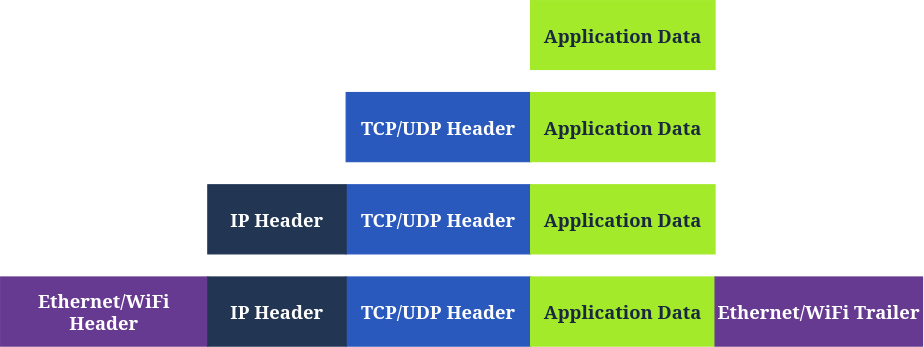 Application Data
TCP/UDP Header Application Data
IP Header TCP/UDP Header Application Data
Ethernet/WiFi
Header
IP Header TCP/UDP Header Application Data Ethernet/WiFi Trailer